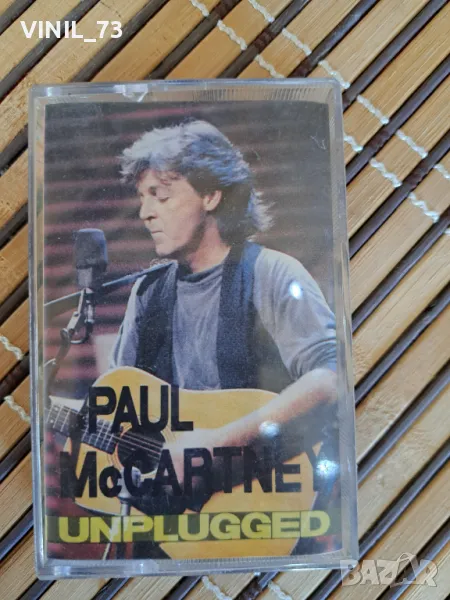 VINIL_73
PAUL
McCARTNEY
UNPLUGGED
BAZAR